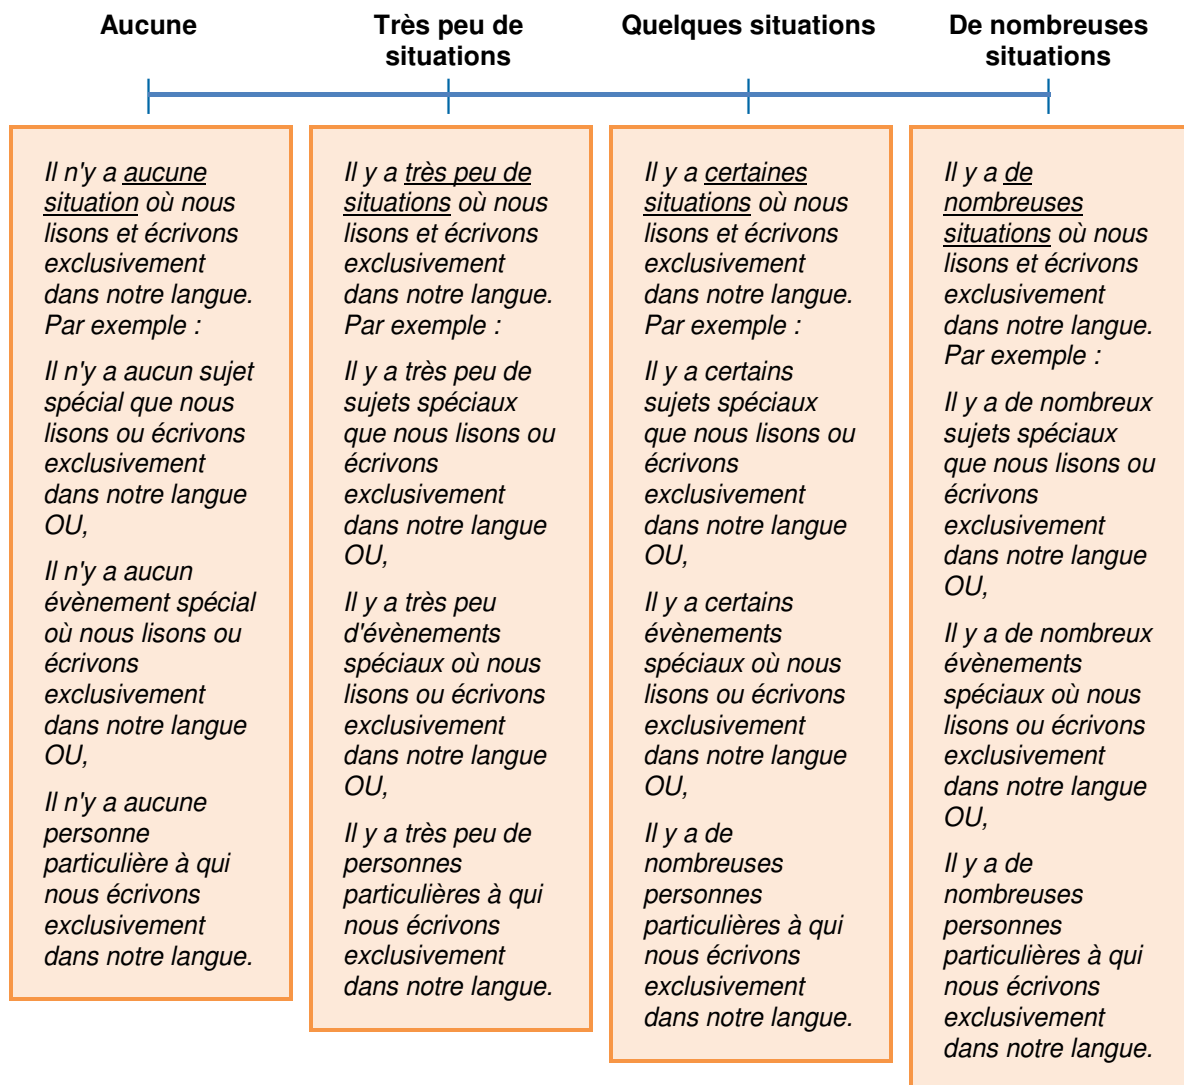 Aucune
Très peu de
situations
Quelques situations
De nombreuses
situations
Il n'y a aucune
situation où nous
lisons et écrivons
exclusivement
dans notre langue.
Par exemple :
Il n'y a aucun sujet
spécial que nous
lisons ou écrivons
exclusivement
dans notre langue
OU,
Il n'y a aucun
évènement spécial
où nous lisons ou
écrivons
exclusivement
dans notre langue
OU,
Il n'y a aucune
personne
particulière à qui
nous écrivons
exclusivement
dans notre langue.
Il y a très peu de
situations où nous
lisons et écrivons
exclusivement
dans notre langue.
Par exemple :
Il y a très peu de
sujets spéciaux
que nous lisons ou
écrivons
exclusivement
dans notre langue
OU,
Il y a très peu
d'évènements
spéciaux où nous
lisons ou écrivons
exclusivement
dans notre langue
OU,
Il y a très peu de
personnes
particulières à qui
nous écrivons
exclusivement
dans notre langue.
Il y a certaines
situations où nous
lisons et écrivons
exclusivement
dans notre langue.
Par exemple :
Il y a certains
sujets spéciaux
que nous lisons ou
écrivons
exclusivement
dans notre langue
OU,
Il y a certains
évènements
spéciaux où nous
lisons ou écrivons
exclusivement
dans notre langue
OU,
Il y a de
nombreuses
personnes
particulières à qui
nous écrivons
exclusivement
dans notre langue.
Il y a de
nombreuses
situations où nous
lisons et écrivons
exclusivement
dans notre langue.
Par exemple :
Il y a de nombreux
sujets spéciaux
que nous lisons ou
écrivons
exclusivement
dans notre langue
OU,
Il y a de nombreux
évènements
spéciaux où nous
lisons ou écrivons
exclusivement
dans notre langue
OU,
Il y a de
nombreuses
personnes
particulières à qui
nous écrivons
exclusivement
dans notre langue.